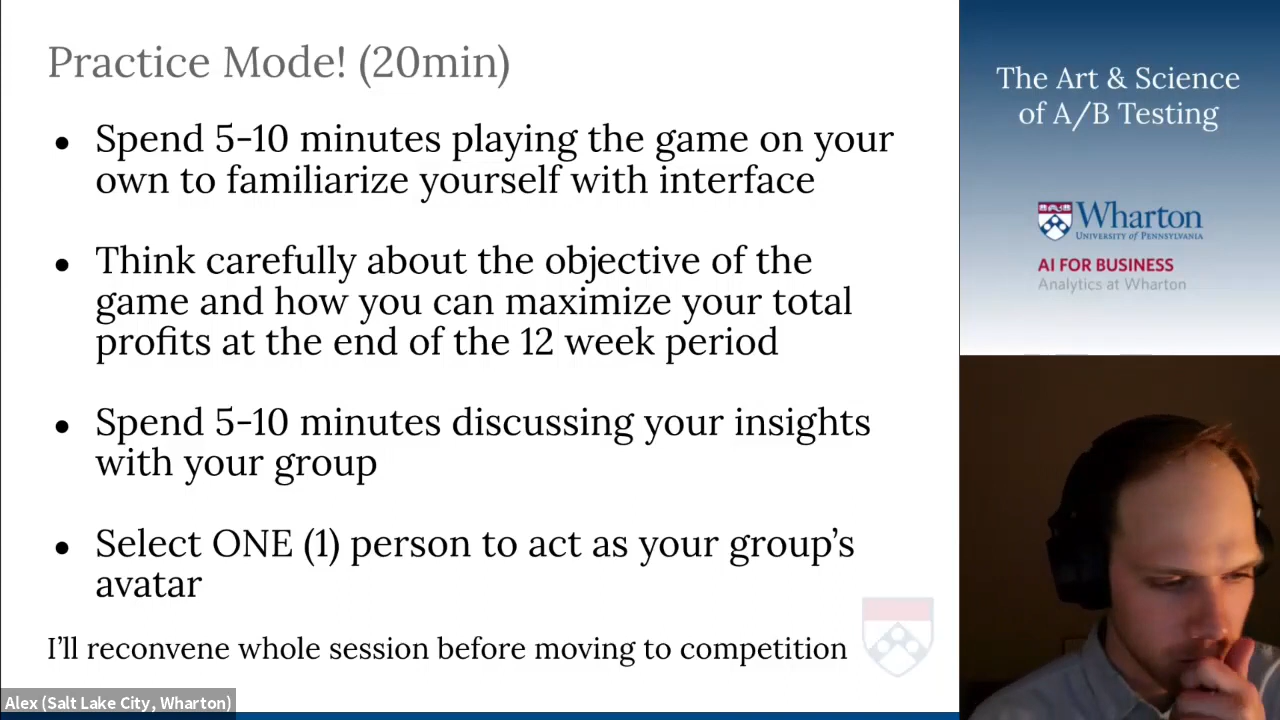 Practice Mode! (20min)
• Spend 5-10 minutes playing the game on your
own to familiarize yourself with interface
• Think carefully about the objective of the
game and how you can maximize your total
profits at the end of the 12 week period
• Spend 5-10 minutes discussing your insights
with your group
• Select ONE (1) person to act as your group's
avatar
I'll reconvene whole session before moving to competition
Alex (Salt Lake City, Wharton)
The Art & Science
of A/B Testing
Wharton
UNIVERSITY of PENNSYLVANIA
AI FOR BUSINESS
Analytics at Wharton